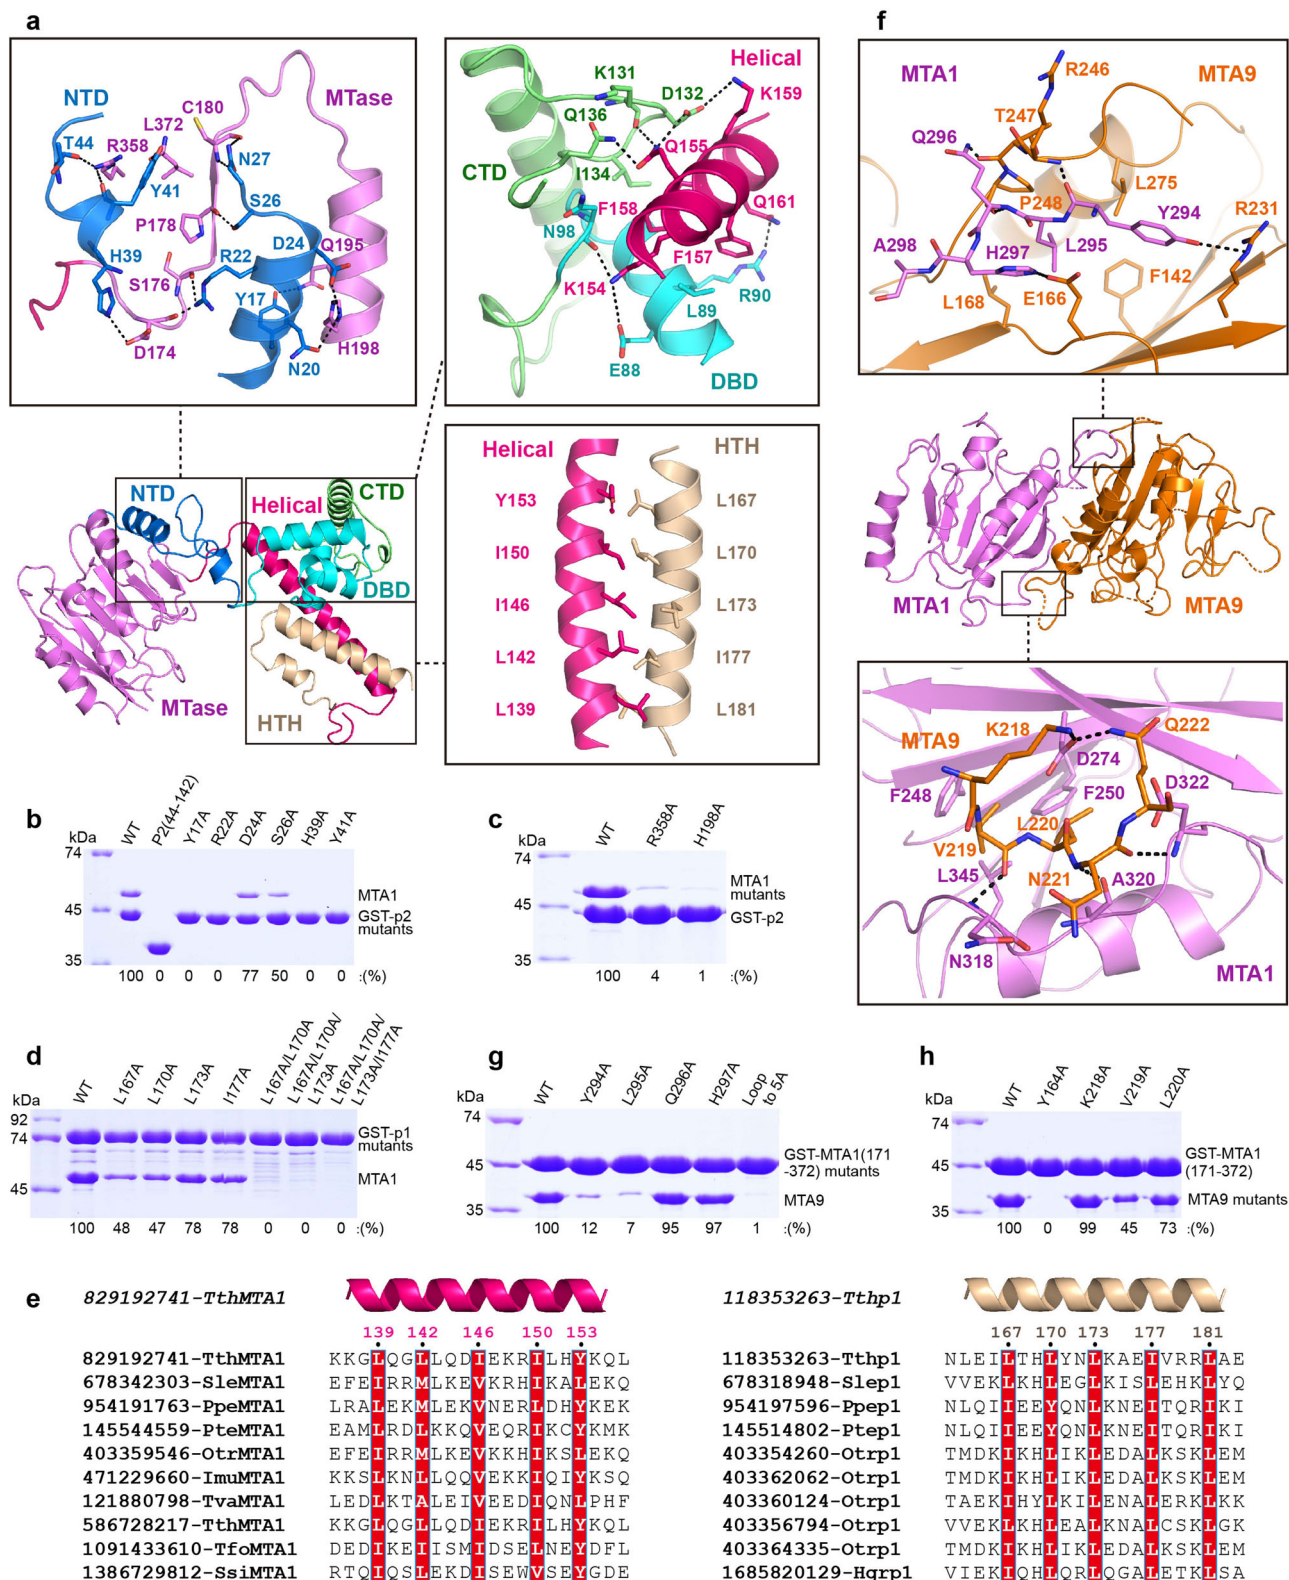 a
NTD
C180
MTase
T44
R358
L372
N27
Y41
S26
P178
D24
Q195
H39
R22
S176
Y17
D174
H198
N20
K131
Helical
D132
K159
Q136
Q155
CTD
I134
Q161
F158
N98
F157
K154
R90
L89
E88
DBD
f
MTA1
R246
MTA9
T247
Q296
L275
P248
Y294
R231
A298
H297
L295
F142
L168
E166
NTD
Helical
CTD
DBD
MTase
HTH
Helical
HTH
Y153
L167
I150
L170
I146
L173
L142
I177
L139
L181
MTA1
MTA9
MTA9
K218
Q222
D274
D322
F248
F250
L220
V219
L345
N221
A320
N318
MTA1
b
kDa
WT
P2(44-142)
Y17A
R22A
D24A
S26A
H39A
Y41A
74
45
35
MTA1
GST-p2
mutants
100 0 0 0 77 50 0 0 :(%)
c
kDa
WT
R358A
H198A
74
45
35
MTA1
mutants
GST-p2
100 4 1 :(%)
d
kDa
WT
L167A
L170A
L173A
I177A
L167A/L170A
L167A/L170A/
L173A
L167A/L170A/
L173A/I177A
92
74
45
GST-p1
mutants
MTA1
100 48 47 78 78 0 0 0 :(%)
g
kDa
WT
Y294A
L295A
Q296A
H297A
Loop
to 5A
74
45
35
GST-MTA1(171
-372) mutants
MTA9
100 12 7 95 97 1 :(%)
h
kDa
WT
Y164A
K218A
V219A
L220A
74
45
35
GST-MTA1
(171-372)
MTA9 mutants
100 0 99 45 73 :(%)
e
829192741-TthMTA1
139 142 146 150 153
829192741-TthMTA1 KKGLQGLLQDIEKRILHYKQL
678342303-SleMTA1 EFEIRRMLKEVKRHIKALEKQ
954191763-PpeMTA1 LRALEKMLEKVNERLDHYKEK
145544559-PteMTA1 EAMLRDLKKQVEQRIKCYKMK
403359546-OtrMTA1 EFEIRRMLKEVKKHIKSLEKQ
471229660-ImuMTA1 KKSLKNLLQQVEKKIQIYKSQ
121880798-TvaMTA1 LEDLKTALEIVEEDIQNLPHF
586728217-TthMTA1 KKGLQGLLQDIEKRILHYKQL
1091433610-TfoMTA1 DEDIKEIISMIDSELNEYDFL
1386729812-SsiMTA1 RTQIQSLEKDISEWVSEYGDE
118353263-Tthp1
167 170 173 177 181
118353263-Tthp1 NLEILTHLYNLKAEIVRRLAE
678318948-Slep1 VVEKLKHLEGLKISLEHKLYQ
954197596-Ppep1 NLQIIEEYQNLKNEITQRIKI
145514802-Ptep1 NLQIIEEYQNLKNEITQRIKI
403354260-Otrp1 TMDKIKHLIKLEDALKSKLEM
403362062-Otrp1 TMDKIKHLIKLEDALKSKLEM
403360124-Otrp1 TAEKIHYLKILENALERKLKK
403356794-Otrp1 VVEKLKHLEALKNALCSKLGK
403364335-Otrp1 TMDKIKHLIKLEDALKSKLEM
1685820129-Hgrp1 VIEKIQHLQRLQGALETKLSA